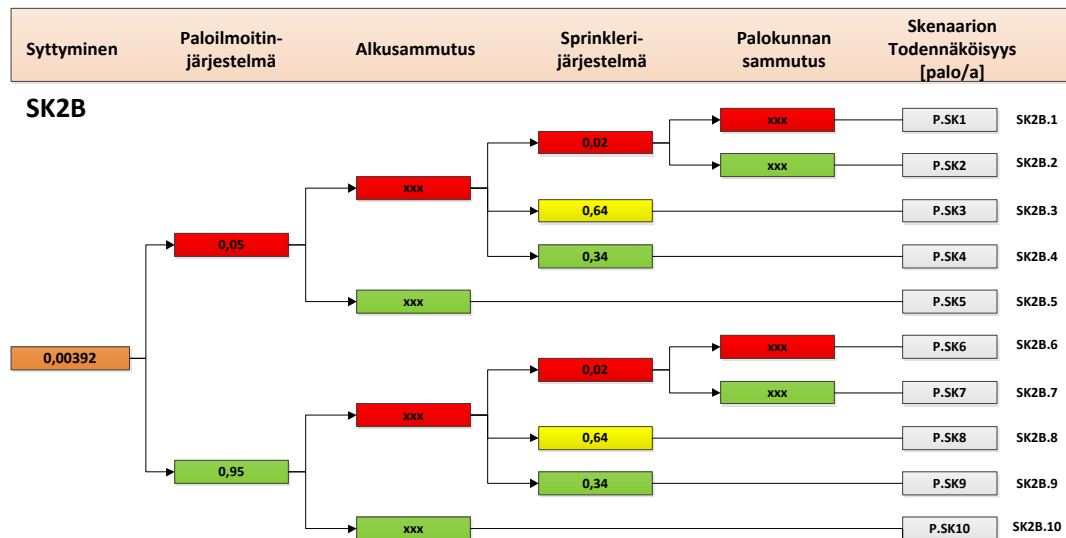 Syttyminen
Paloilmoitin-
järjestelmä
Alkusammutus
Sprinkleri-
järjestelmä
Palokunnan
sammutus
Skenaarion
Todennäköisyys
[palo/a]
SK2B
xxx
P.SK1
SK2B.1
0,02
xxx
P.SK2
SK2B.2
xxx
0,64
P.SK3
SK2B.3
0,05
0,34
P.SK4
SK2B.4
xxx
P.SK5
SK2B.5
0,00392
xxx
P.SK6
SK2B.6
0,02
xxx
P.SK7
SK2B.7
xxx
0,64
P.SK8
SK2B.8
0,95
0,34
P.SK9
SK2B.9
xxx
P.SK10
SK2B.10